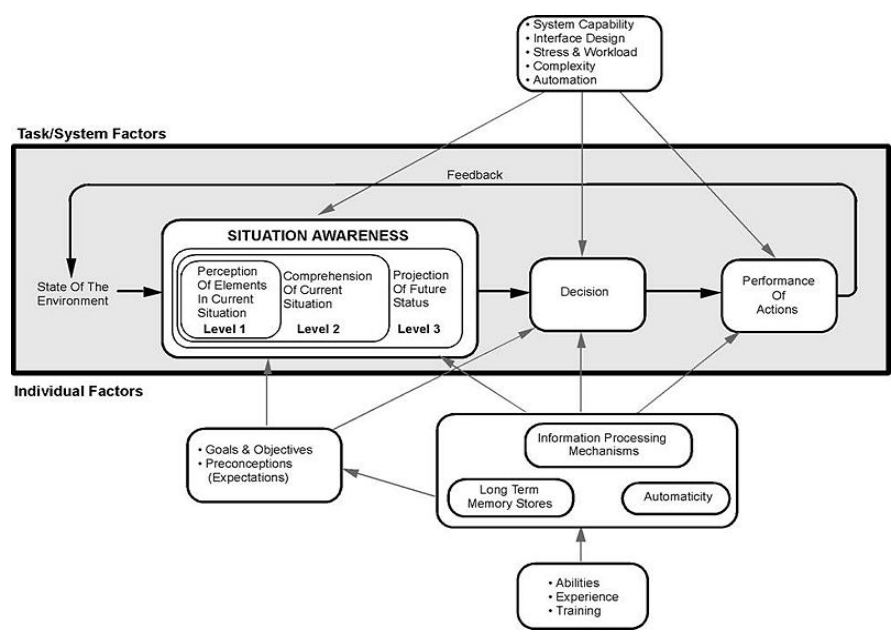 • System Capability
• Interface Design
• Stress & Workload
• Complexity
• Automation
Task/System Factors
Feedback
SITUATION AWARENESS
State Of The
Environment
Perception
Of Elements
In Current
Situation
Level 1
Comprehension
Of Current
Situation
Level 2
Projection
Of Future
Status
Level 3
Decision
Performance
Of
Actions
Individual Factors
• Goals & Objectives
• Preconceptions
(Expectations)
Information Processing
Mechanisms
Long Term
Memory Stores
Automaticity
• Abilities
• Experience
• Training